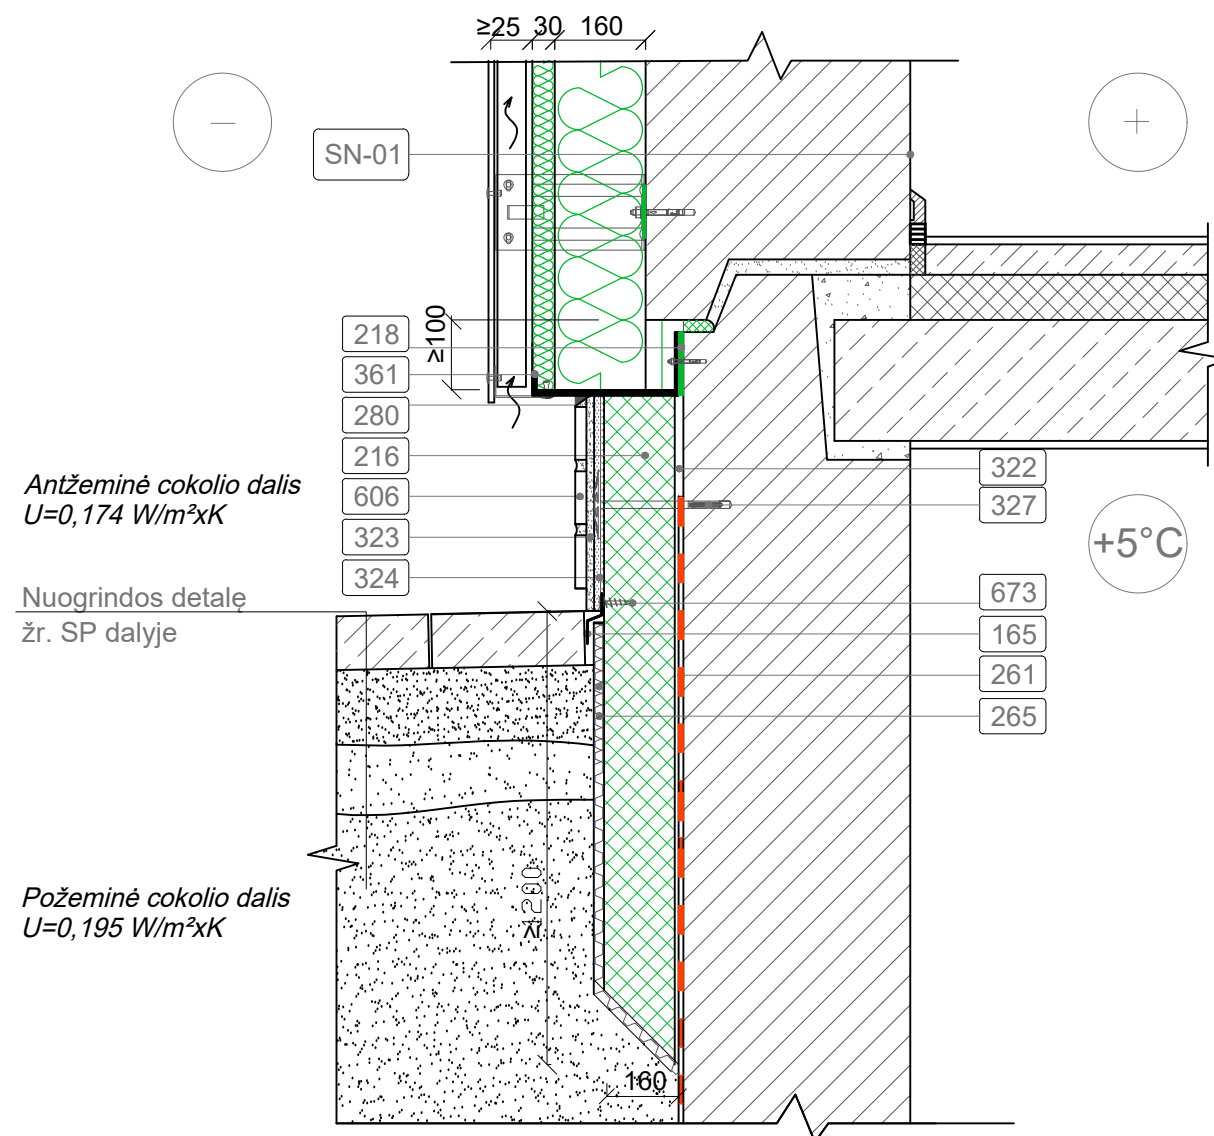 ≥25 30 160
SN-01
≥100
218
361
280
216
606
323
324
322
327
+5°C
673
165
261
265
Antžeminė cokolio dalis
U=0,174 W/m²xK
Nuogrindos detalę
žr. SP dalyje
Požeminė cokolio dalis
U=0,195 W/m²xK
≥1200
160